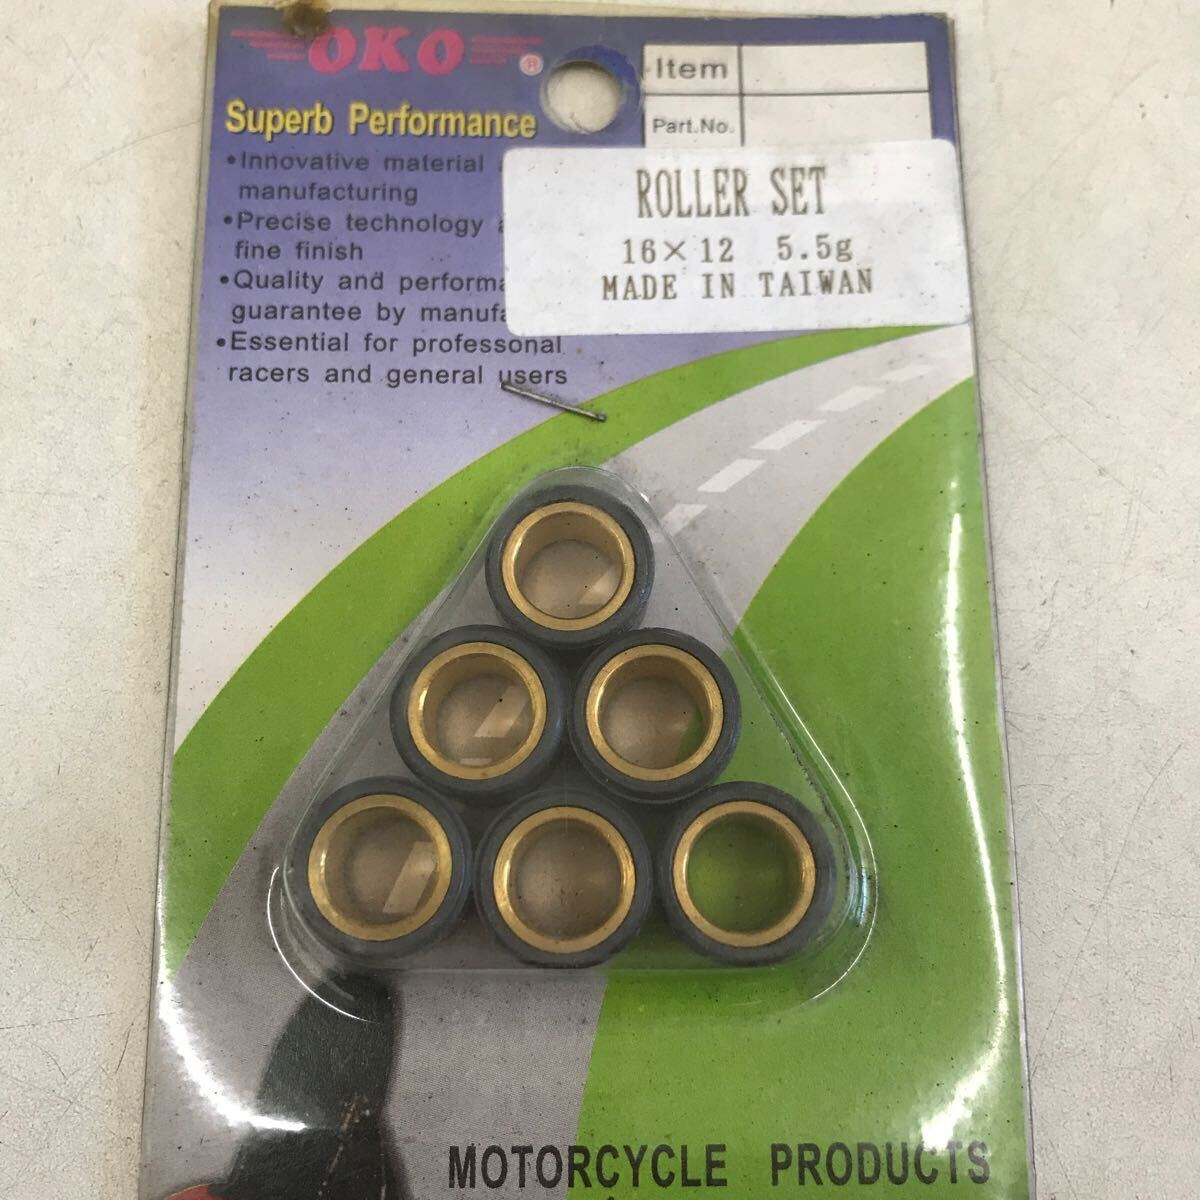 OKO ®
Item
Superb Performance
Part.No.
•Innovative material
manufacturing
•Precise technology
fine finish
•Quality and performa
guarantee by manufa
•Essential for professonal
racers and general users
ROLLER SET
16×12 5.5g
MADE IN TAIWAN
MOTORCYCLE PRODUCTS